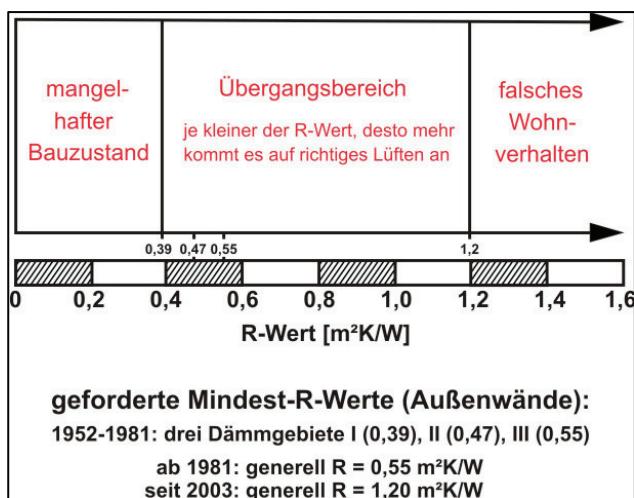 mangel-
hafter
Bauzustand
Übergangsbereich
je kleiner der R-Wert, desto mehr
kommt es auf richtiges Lüften an
falsches
Wohn-
verhalten
0,39 0,47 0,55 1,2
0 0,2 0,4 0,6 0,8 1,0 1,2 1,4 1,6
R-Wert [m²K/W]
geforderte Mindest-R-Werte (Außenwände):
1952-1981: drei Dämmgebiete I (0,39), II (0,47), III (0,55)
ab 1981: generell R = 0,55 m²K/W
seit 2003: generell R = 1,20 m²K/W